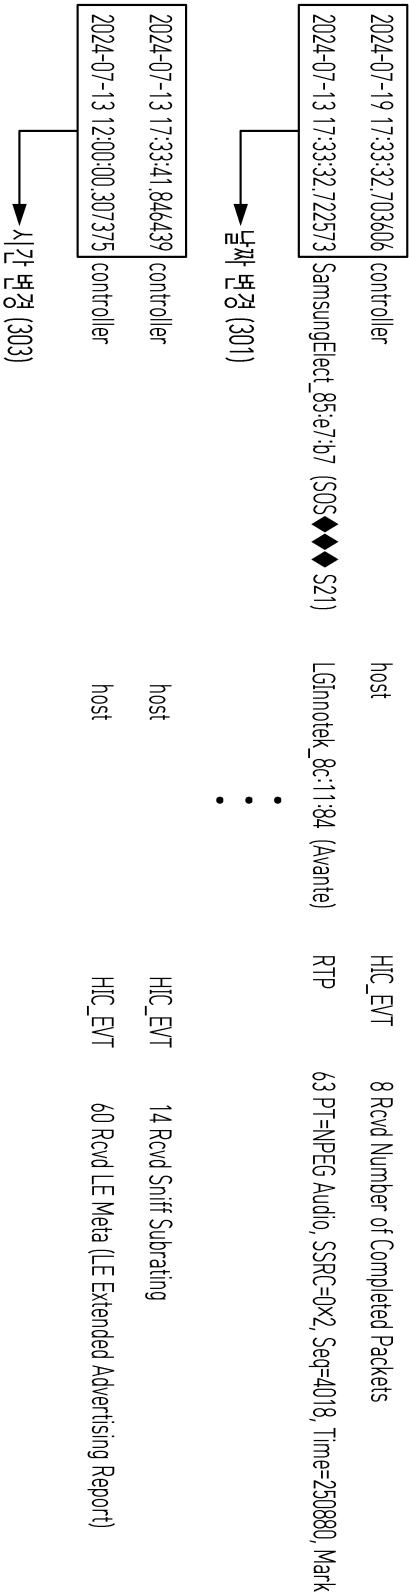 2024-07-19 17:33:32.703606 controller host HIC_EVT 8 Rcvd Number of Completed Packets
2024-07-13 17:33:32.722573 SamsungElect_85:e7:b7 (SOS♦♦♦ S21) LGInnotek_8c:11:84 (Avante) RTP 63 PT=NPEG Audio, SSRC=0X2, Seq=4018, Time=250880, Mark
날짜 변경 (301)
2024-07-13 17:33:41.846439 controller host HIC_EVT 14 Rcvd Sniff Subrating
2024-07-13 12:00:00.307375 controller host HIC_EVT 60 Rcvd LE Meta (LE Extended Advertising Report)
시간 변경 (303)